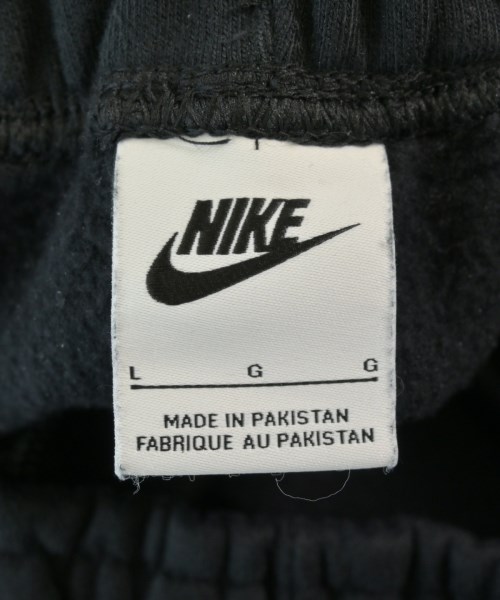 NIKE
L G G
MADE IN PAKISTAN
FABRIQUE AU PAKISTAN